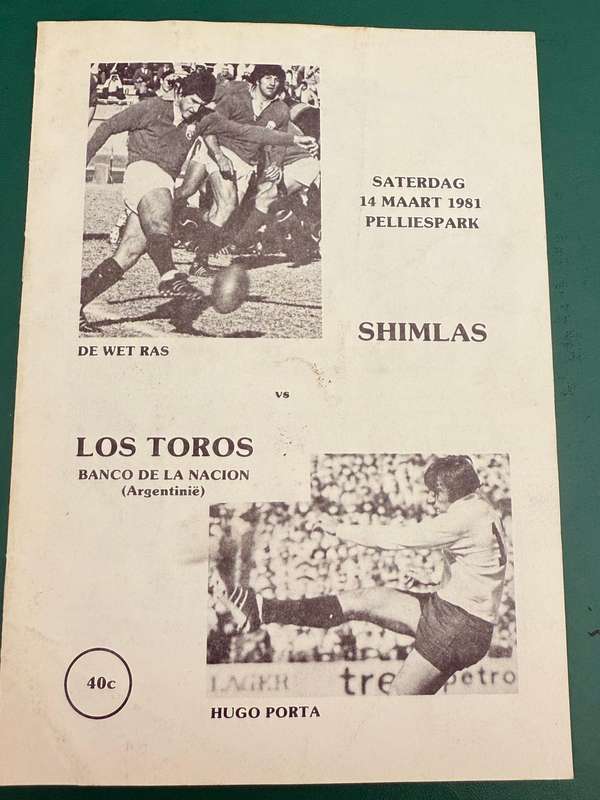 SATERDAG
14 MAART 1981
PELLIESPARK
SHIMLAS
DE WET RAS
vs
LOS TOROS
BANCO DE LA NACION
(Argentinië)
LAGER tre petro
40c
HUGO PORTA